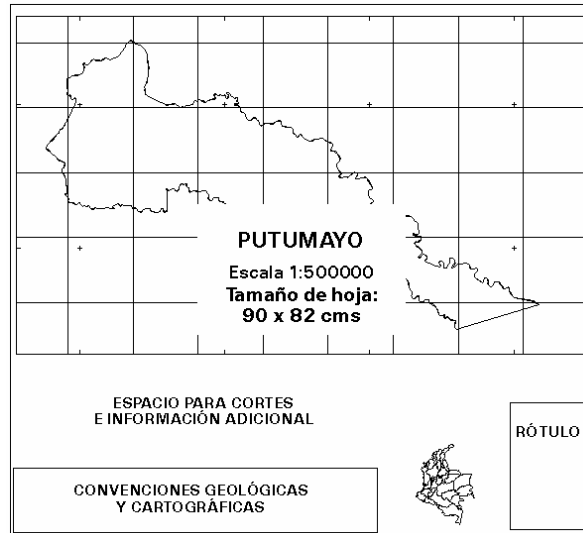 PUTUMAYO
Escala 1:500000
Tamaño de hoja:
90 x 82 cms
ESPACIO PARA CORTES
E INFORMACIÓN ADICIONAL
RÓTULO
CONVENCIONES GEOLÓGICAS
Y CARTOGRÁFICAS